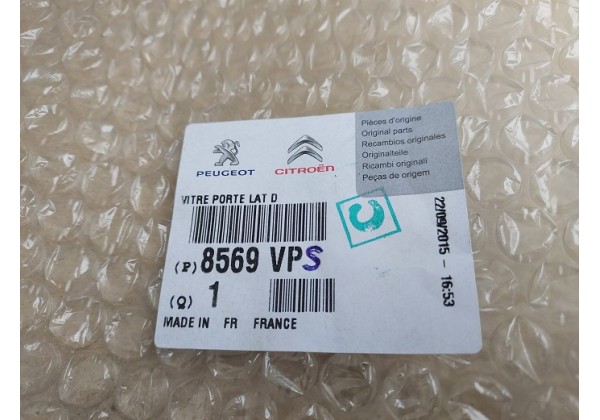 PEUGEOT
CITROËN
Pièces d'origine
Original parts
Recambios originales
Originalteile
Ricambi originali
Peças de origem
VITRE PORTE LAT D
(P) 8569 VPS
(Q) 1
MADE IN FR FRANCE
22/09/2015 - 16:53